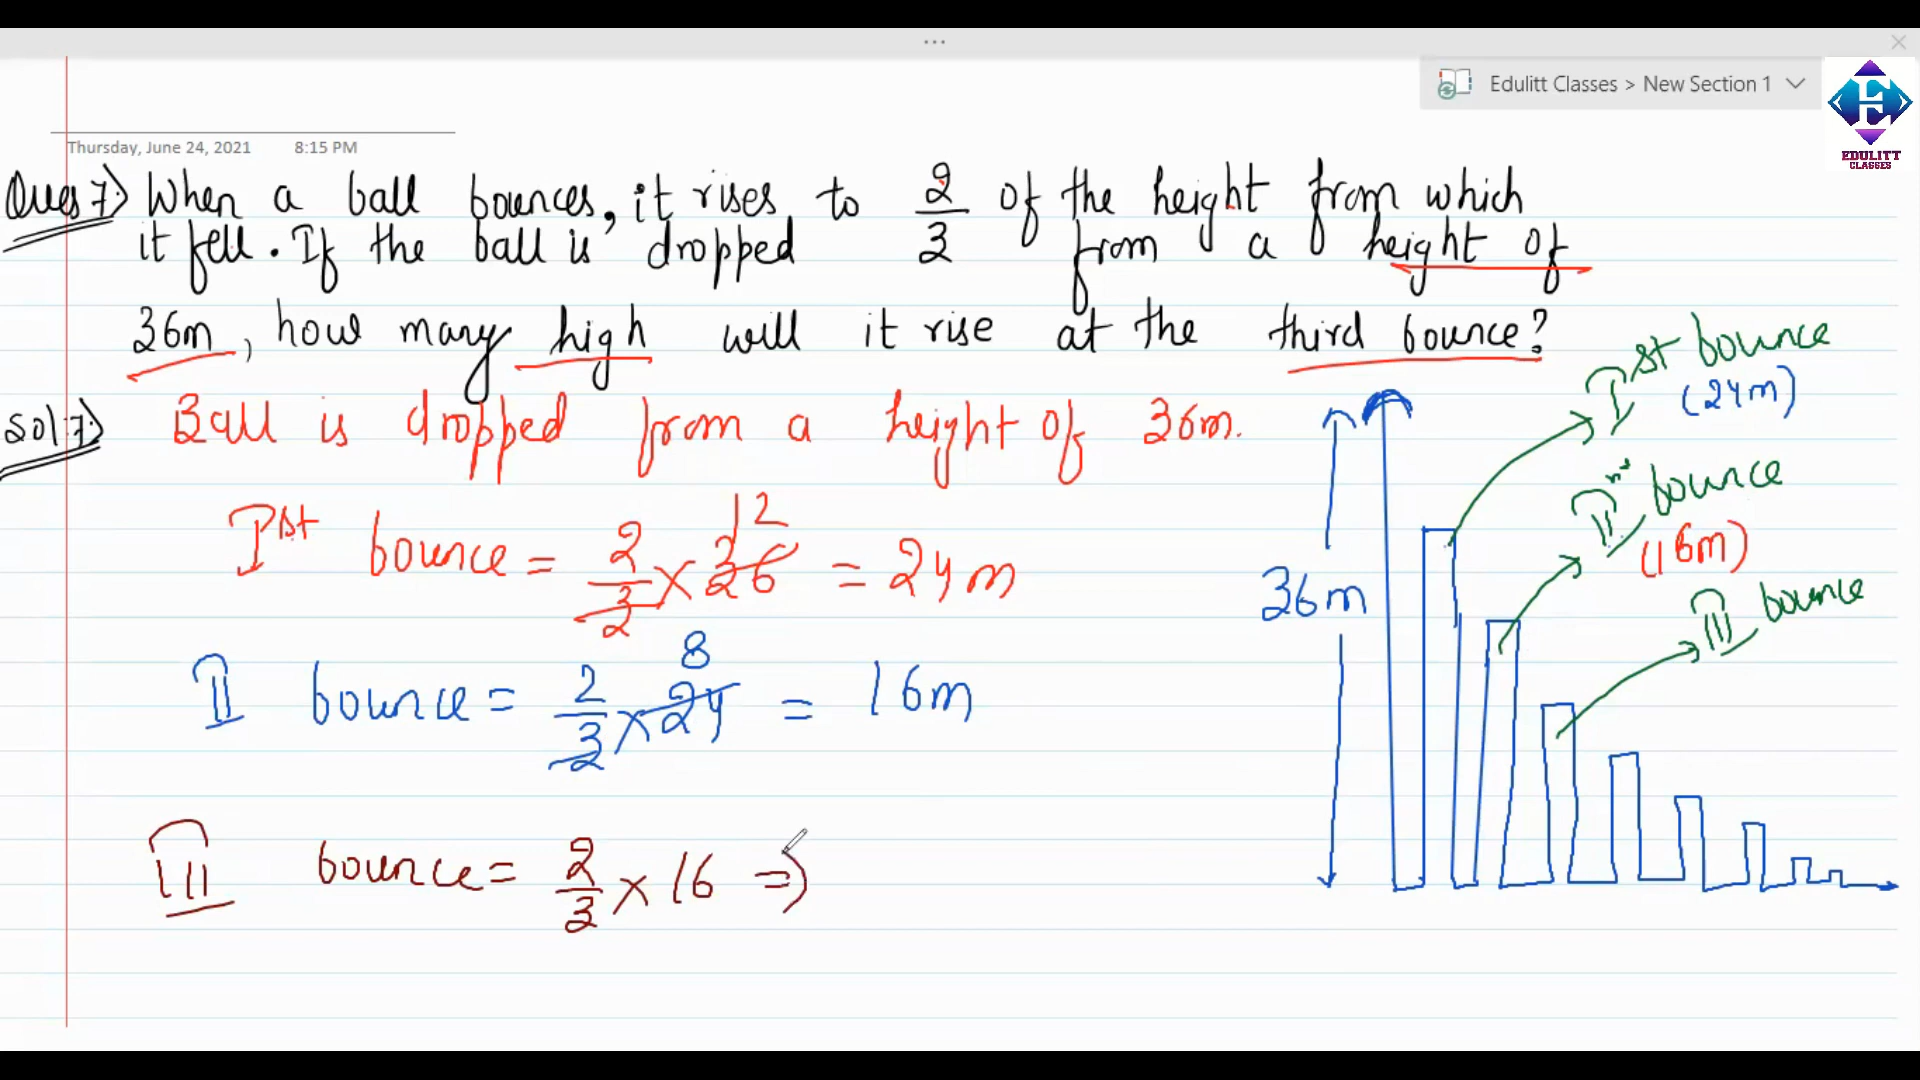 ...
Edulitt Classes > New Section 1
E
EDULITT
CLASSES
Thursday, June 24, 2021 8:15 PM
Ques 7) When a ball bounces, it rises to 2/3 of the height from which
it fell. If the ball is dropped from a height of
36m, how many high will it rise at the third bounce?
Sol 7) Ball is dropped from a height of 36m.
Ist bounce = 2/3 × 36 = 24m
12
II bounce = 2/3 × 24 = 16m
8
III bounce = 2/3 × 16 ⇒
36m
Ist bounce
(24m)
IInd bounce
(16m)
III bounce